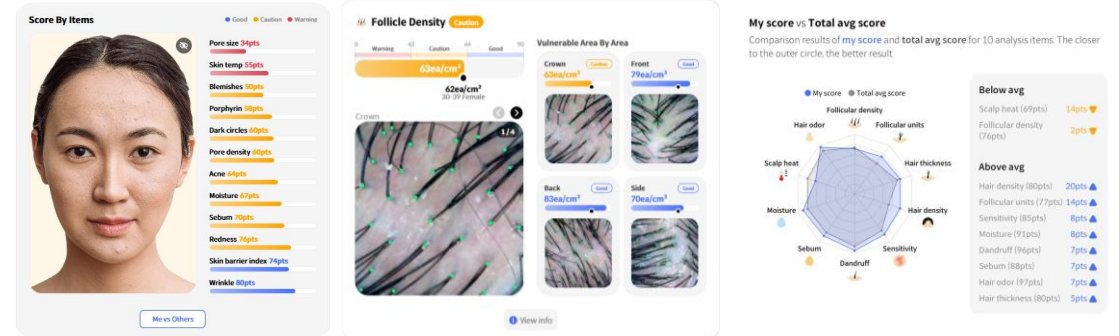 Score By Items
Good Caution Warning
Pore size 34pts
Skin temp 55pts
Blemishes 50pts
Porphyrin 58pts
Dark circles 60pts
Pore density 60pts
Acne 64pts
Moisture 67pts
Sebum 70pts
Redness 76pts
Skin barrier index 74pts
Wrinkle 80pts
Me vs Others
Follicle Density Caution
Warning Caution Good
63ea/cm²
62ea/cm²
30-39 Female
Crown
1/4
Vulnerable Area By Area
Crown Caution
63ea/cm²
Front Good
79ea/cm²
Back Good
83ea/cm²
Side Good
70ea/cm²
View info
My score vs Total avg score
Comparison results of my score and total avg score for 10 analysis items. The closer
to the outer circle, the better result.
My score Total avg score
Follicular density
Follicular units
Hair thickness
Hair density
Sensitivity
Dandruff
Sebum
Moisture
Scalp heat
Hair odor
Below avg
Scalp heat (69pts) 14pts
Follicular density
(76pts) 2pts
Above avg
Hair density (80pts) 20pts
Follicular units (77pts) 14pts
Sensitivity (85pts) 8pts
Moisture (91pts) 8pts
Dandruff (96pts) 7pts
Sebum (88pts) 7pts
Hair odor (97pts) 7pts
Hair thickness (80pts) 5pts